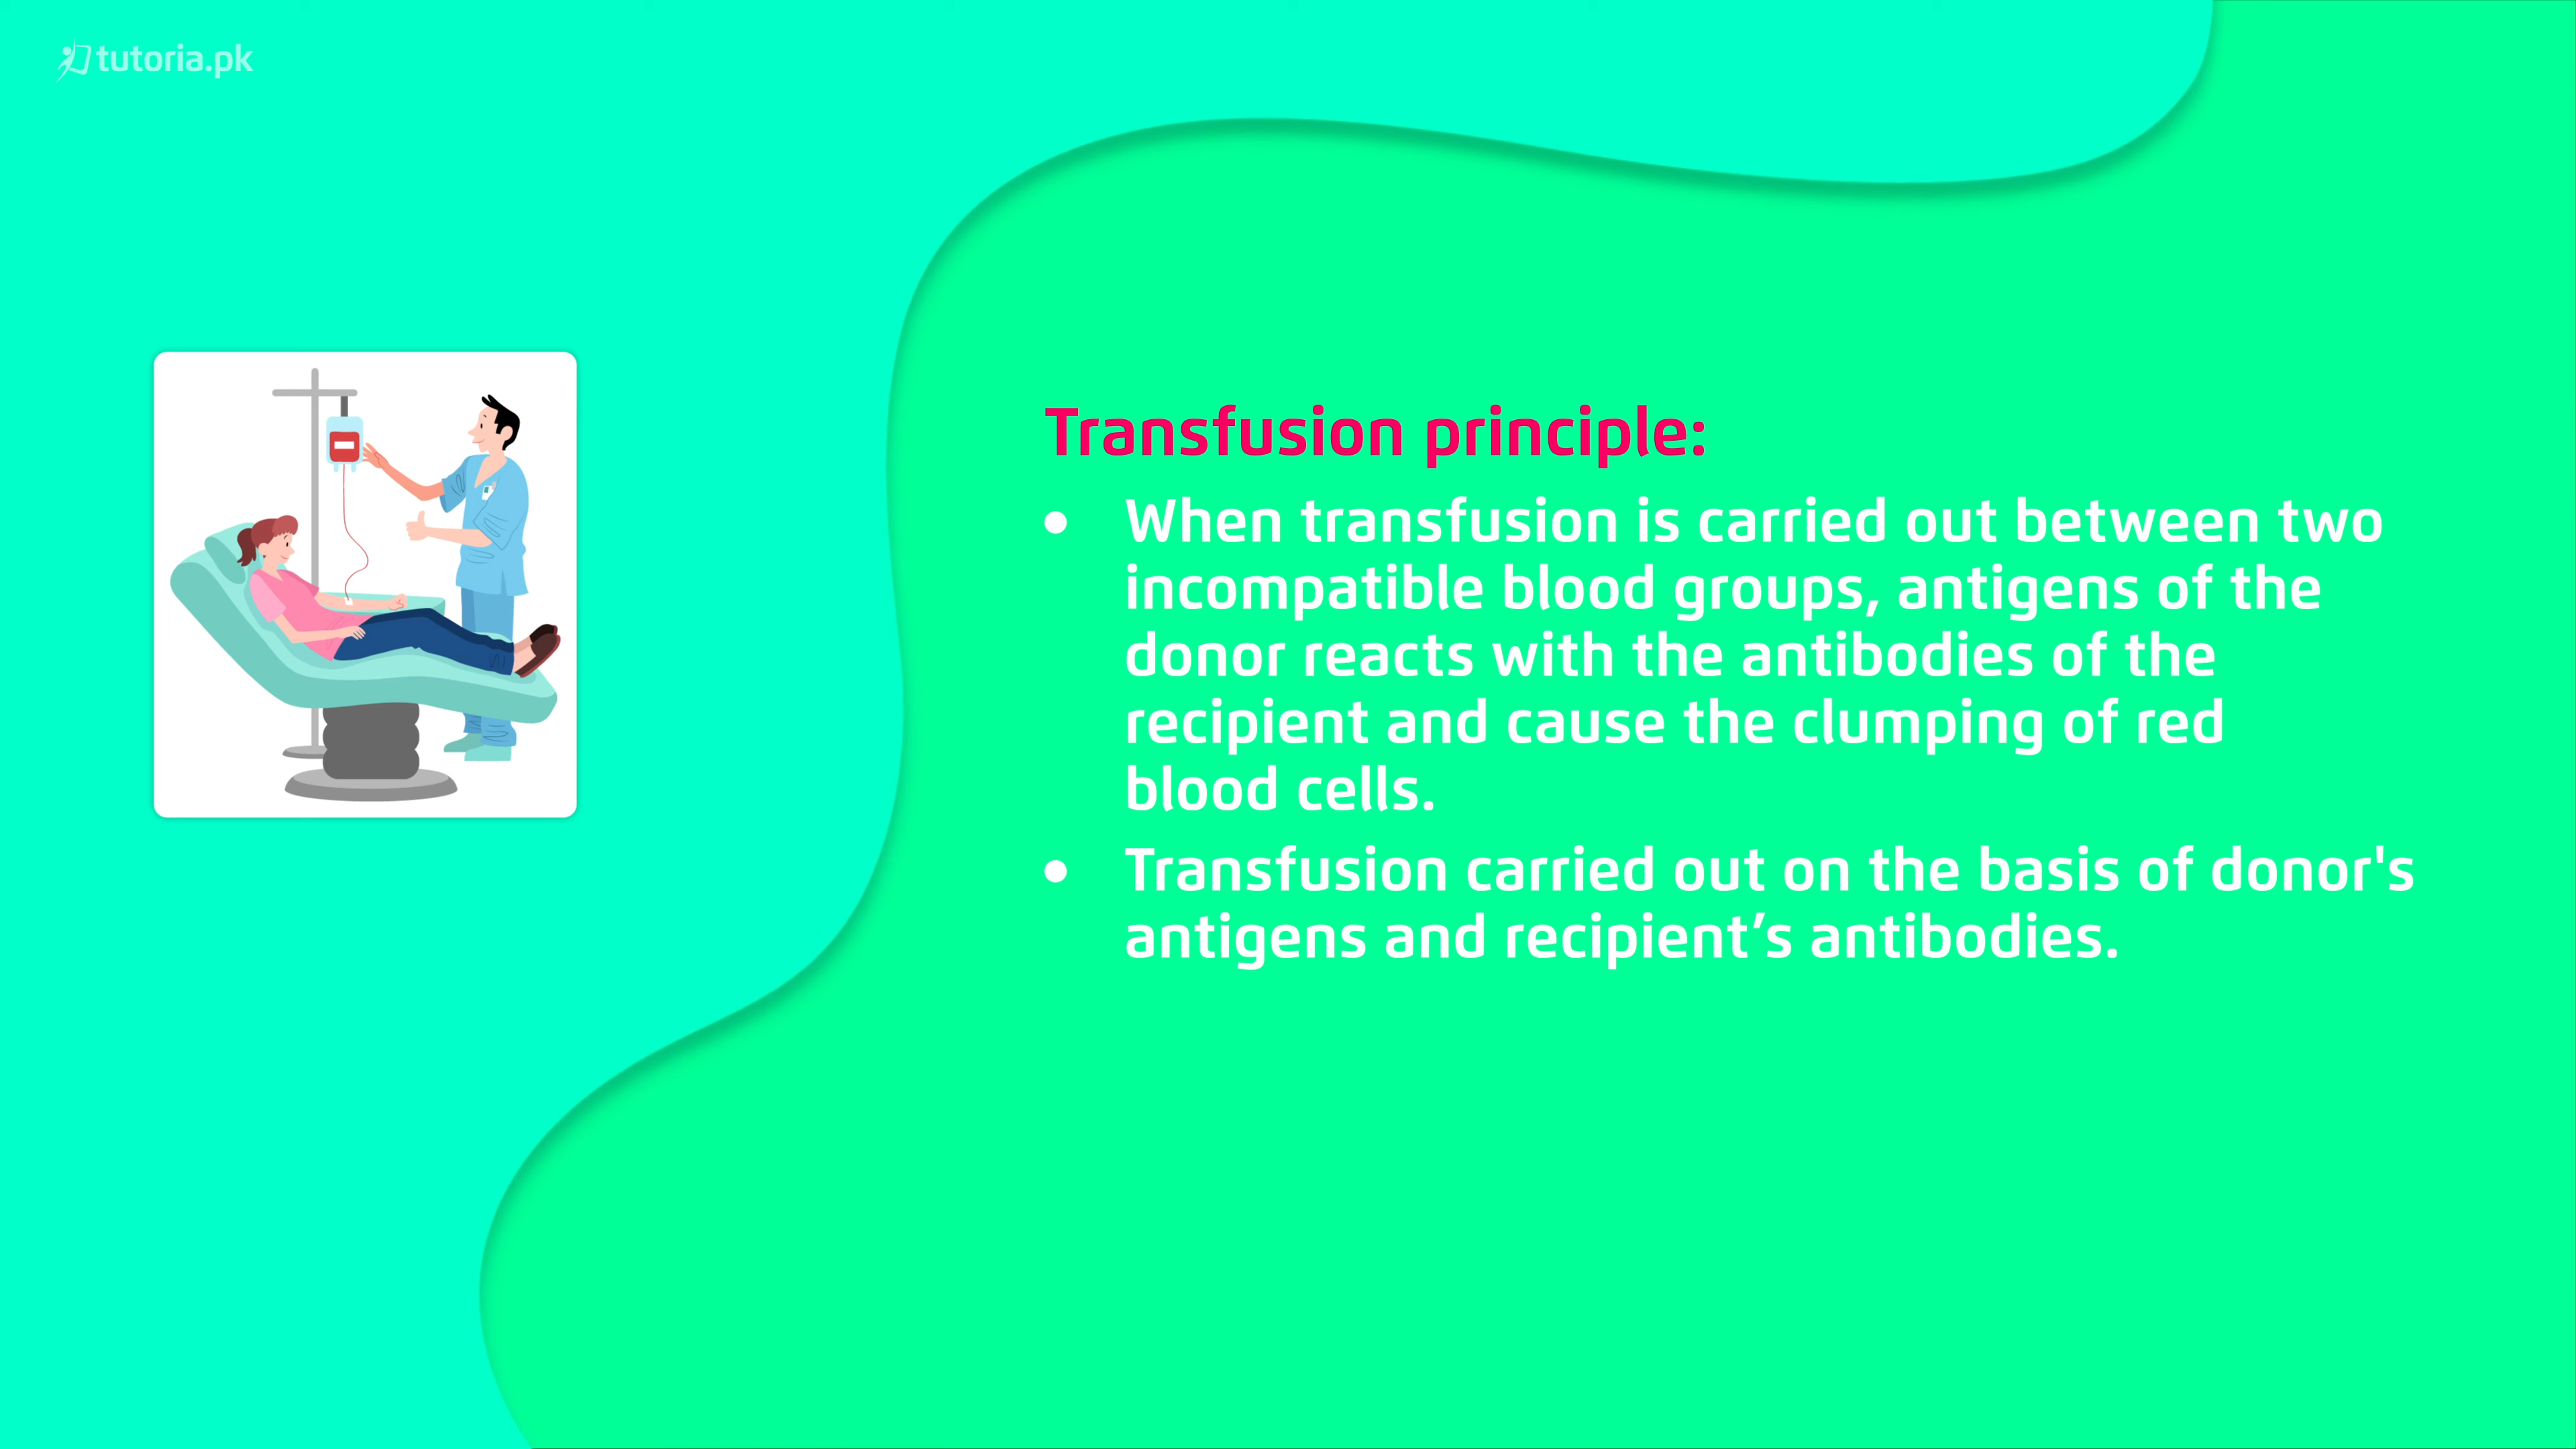 tutoria.pk
Transfusion principle:
• When transfusion is carried out between two
incompatible blood groups, antigens of the
donor reacts with the antibodies of the
recipient and cause the clumping of red
blood cells.
• Transfusion carried out on the basis of donor's
antigens and recipient’s antibodies.